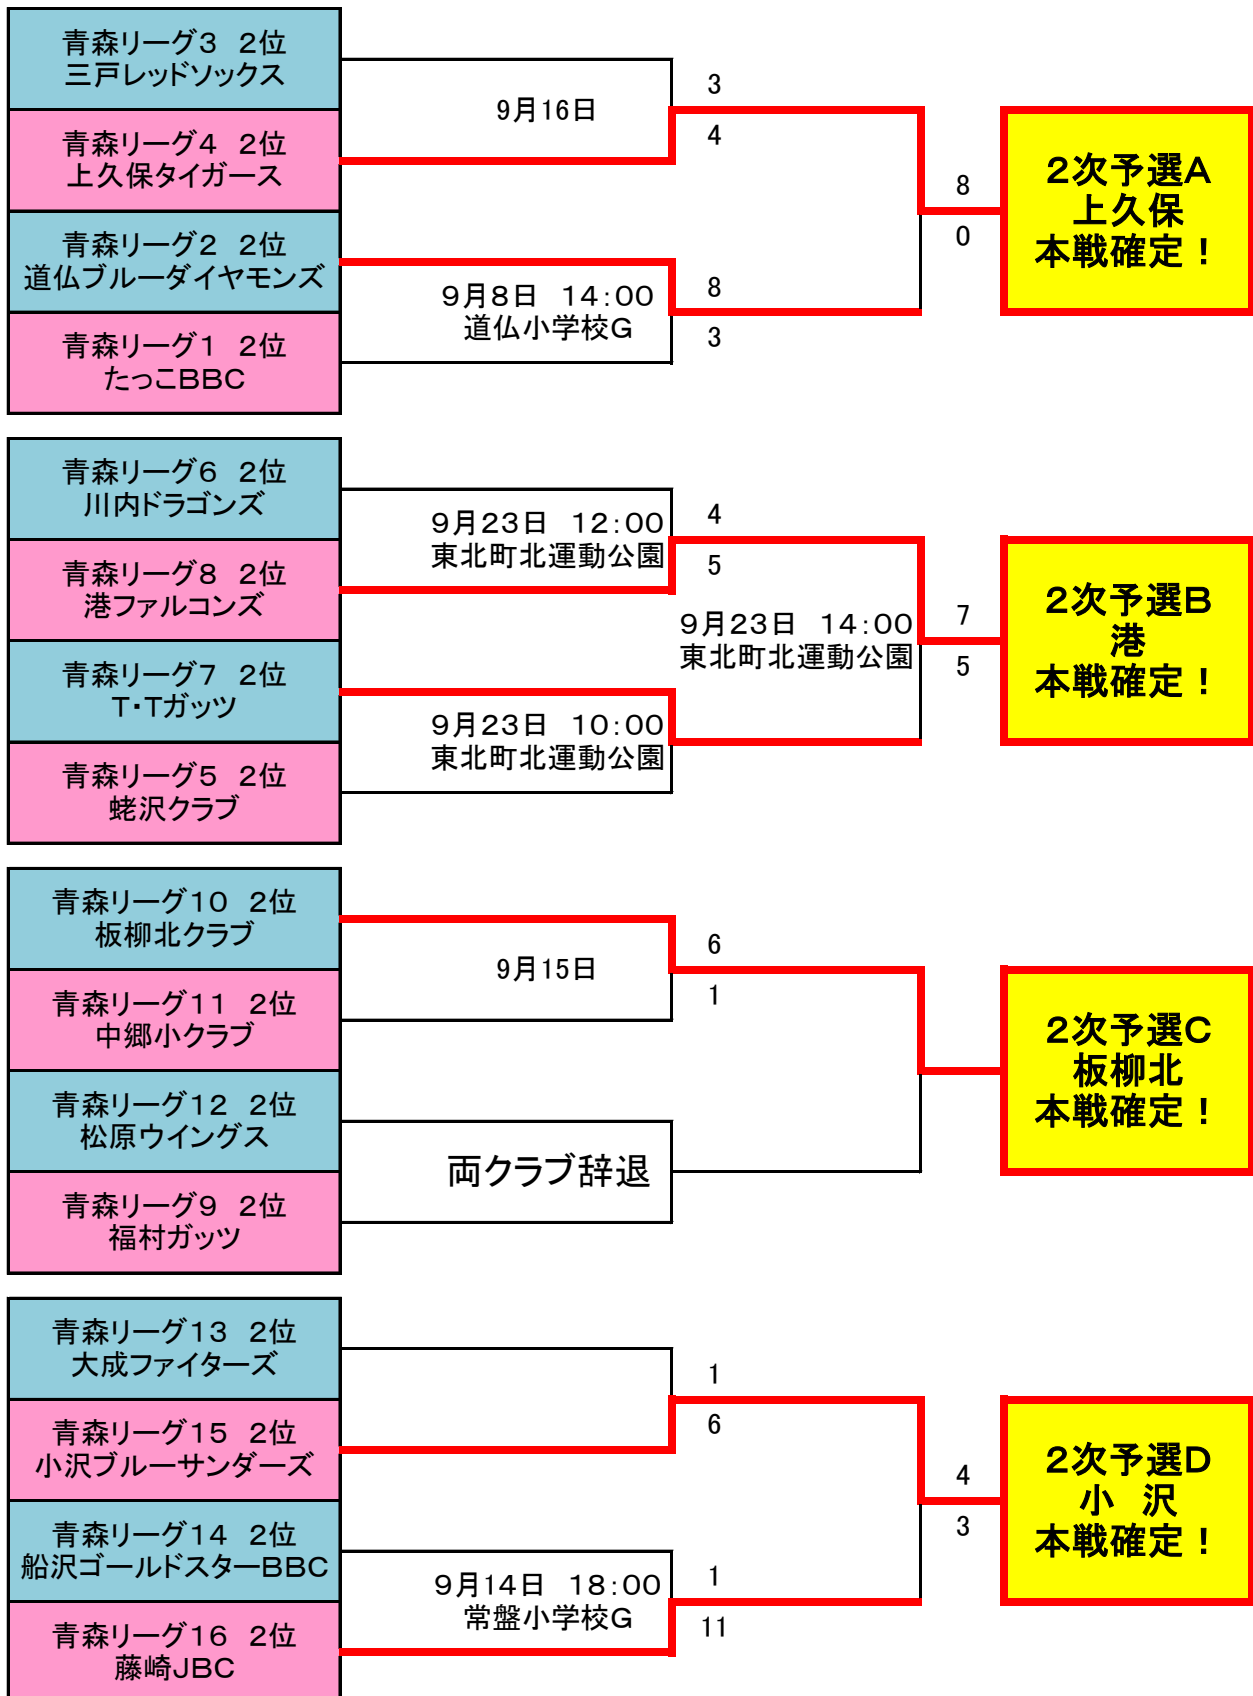 青森リーグ3　2位
三戸レッドソックス
青森リーグ4　2位
上久保タイガース
青森リーグ2　2位
道仏ブルーダイヤモンズ
青森リーグ1　2位
たっこBBC
9月16日
9月8日　14:00
道仏小学校G
3
4
8
3
8
0
2次予選A
上久保
本戦確定！
青森リーグ6　2位
川内ドラゴンズ
青森リーグ8　2位
港ファルコンズ
青森リーグ7　2位
T・Tガッツ
青森リーグ5　2位
蛯沢クラブ
9月23日　12:00
東北町北運動公園
9月23日　10:00
東北町北運動公園
4
5
9月23日　14:00
東北町北運動公園
7
5
2次予選B
港
本戦確定！
青森リーグ10　2位
板柳北クラブ
青森リーグ11　2位
中郷小クラブ
青森リーグ12　2位
松原ウイングス
青森リーグ9　2位
福村ガッツ
9月15日
両クラブ辞退
6
1
2次予選C
板柳北
本戦確定！
青森リーグ13　2位
大成ファイターズ
青森リーグ15　2位
小沢ブルーサンダーズ
青森リーグ14　2位
船沢ゴールドスターBBC
青森リーグ16　2位
藤崎JBC
9月14日　18:00
常盤小学校G
1
6
1
11
4
3
2次予選D
小　沢
本戦確定！